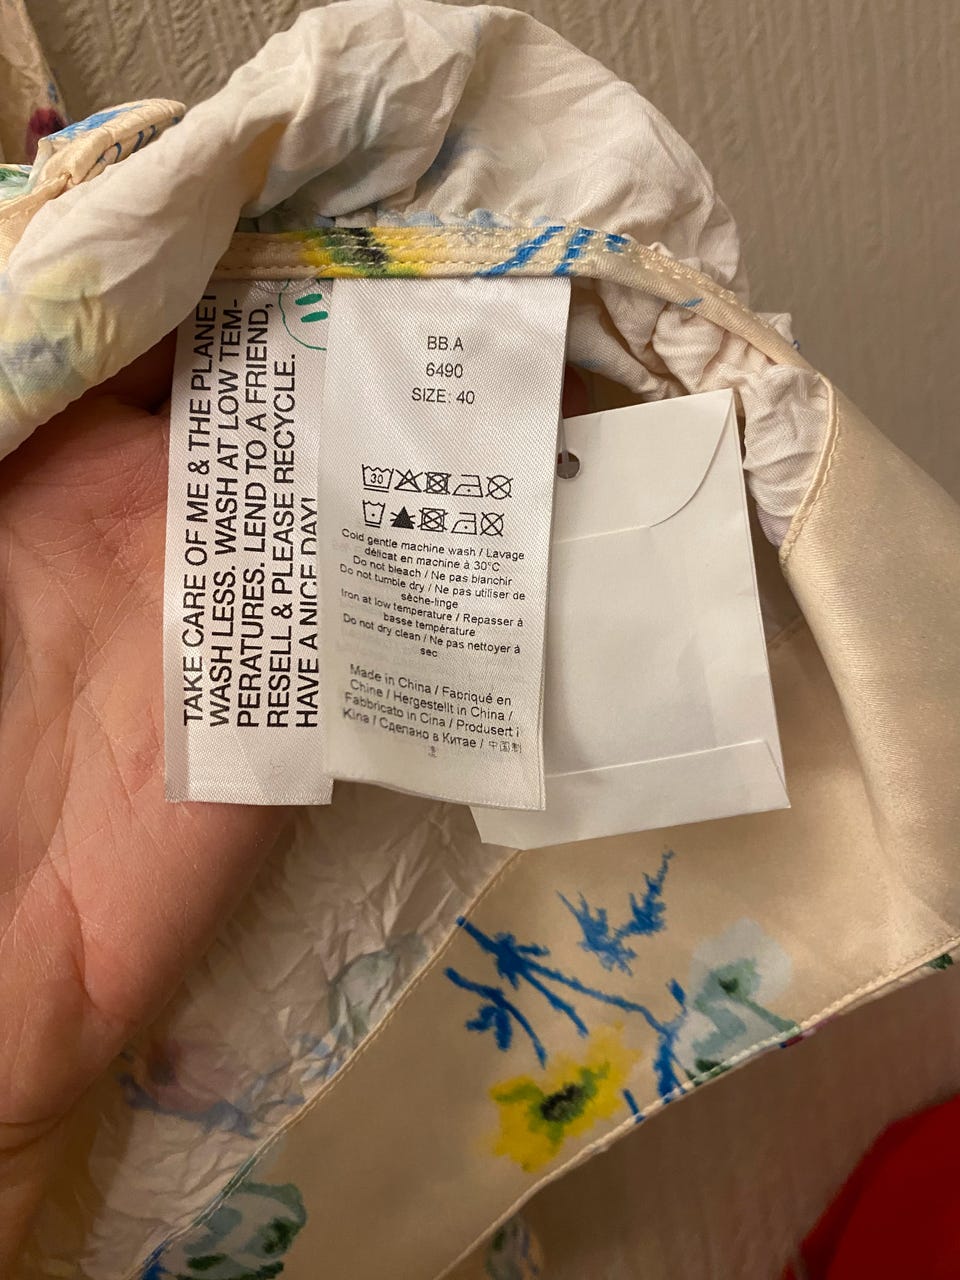 TAKE CARE OF ME & THE PLANET
WASH LESS. WASH AT LOW TEM-
PERATURES. LEND TO A FRIEND,
RESELL & PLEASE RECYCLE.
HAVE A NICE DAY!
BB.A
6490
SIZE: 40
30
Cold gentle machine wash / Lavage
délicat en machine à 30°C
Do not bleach / Ne pas blanchir
Do not tumble dry / Ne pas utiliser de
sèche-linge
Iron at low temperature / Repasser à
basse température
Do not dry clean / Ne pas nettoyer à
sec
Made in China / Fabriqué en
Chine / Hergestellt in China /
Fabbricato in Cina / Produsert i
Kina / Сделано в Китае / 中国制
造